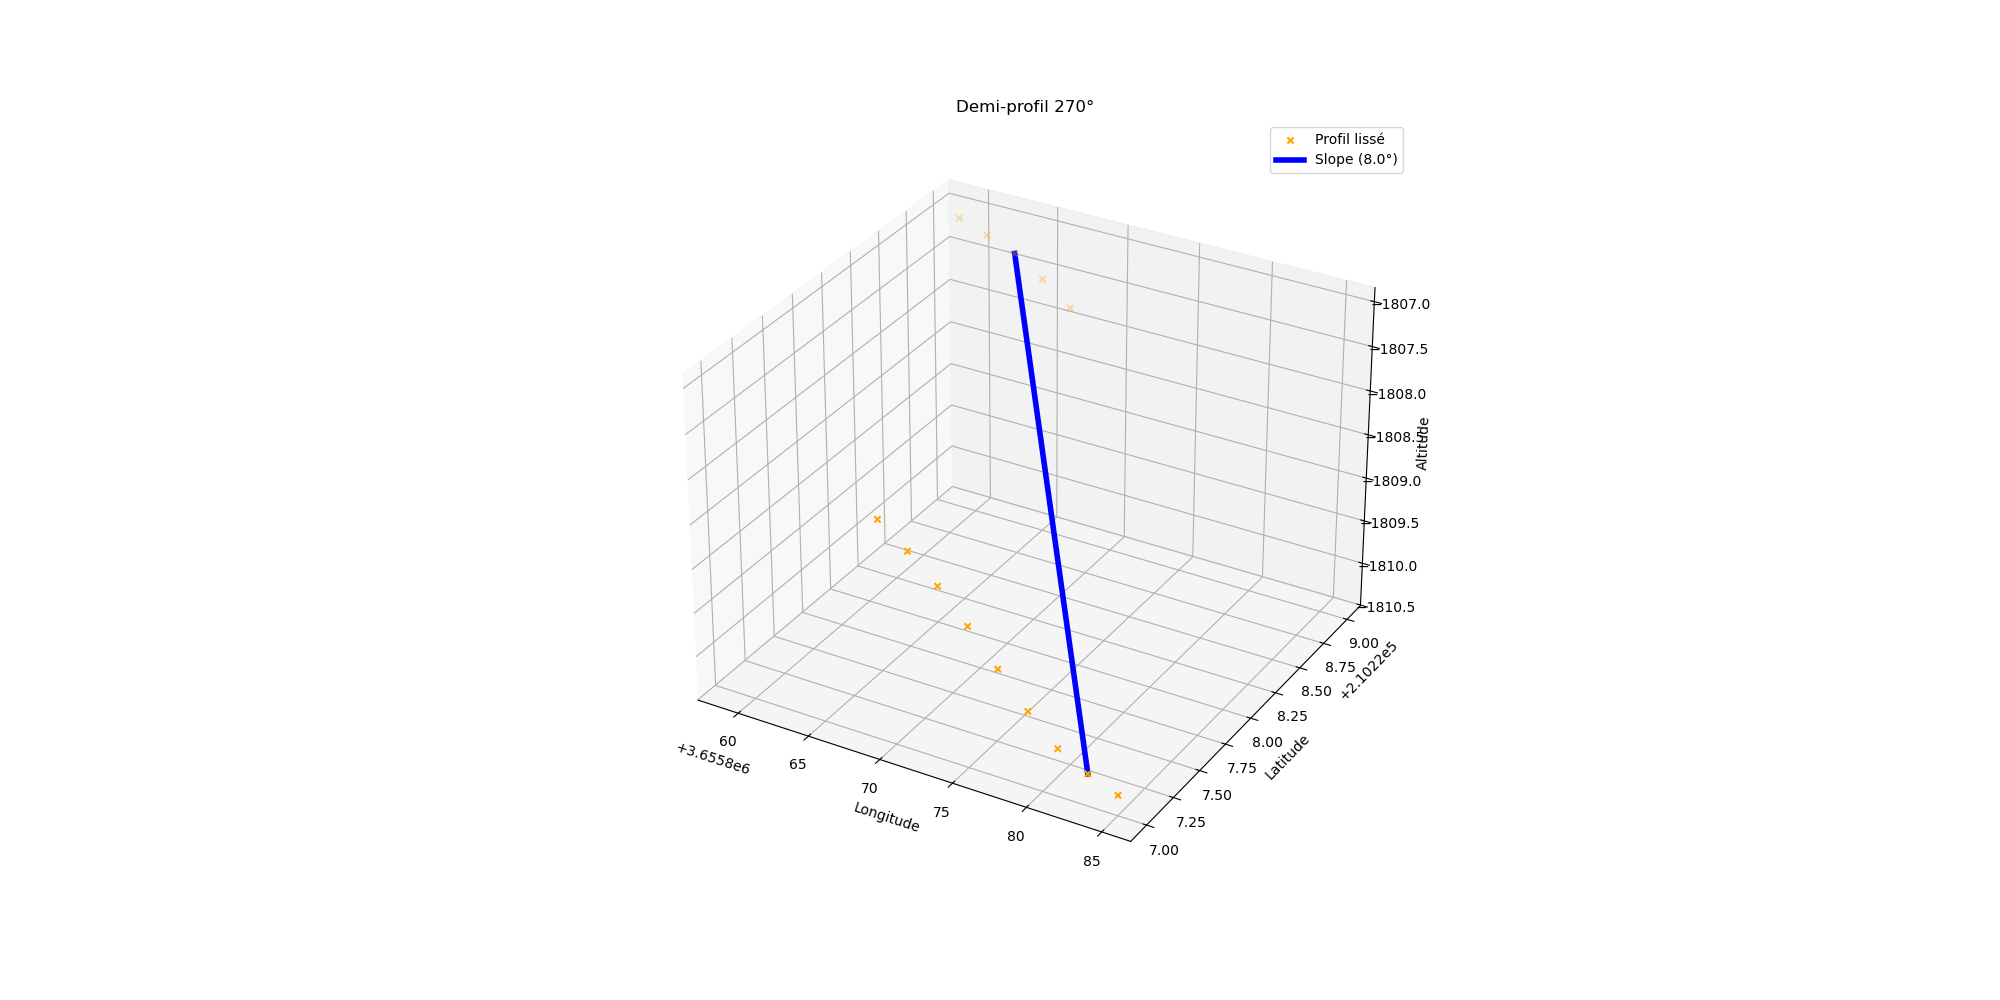 Demi-profil 270°
Profil lissé
Slope (8.0°)
−1807.0
−1807.5
−1808.0
−1808.5
−1809.0
−1809.5
−1810.0
−1810.5
Altitude
9.00
8.75
8.50
8.25
8.00
7.75
7.50
7.25
7.00
+2.1022e5
Latitude
60
65
70
75
80
85
+3.6558e6
Longitude